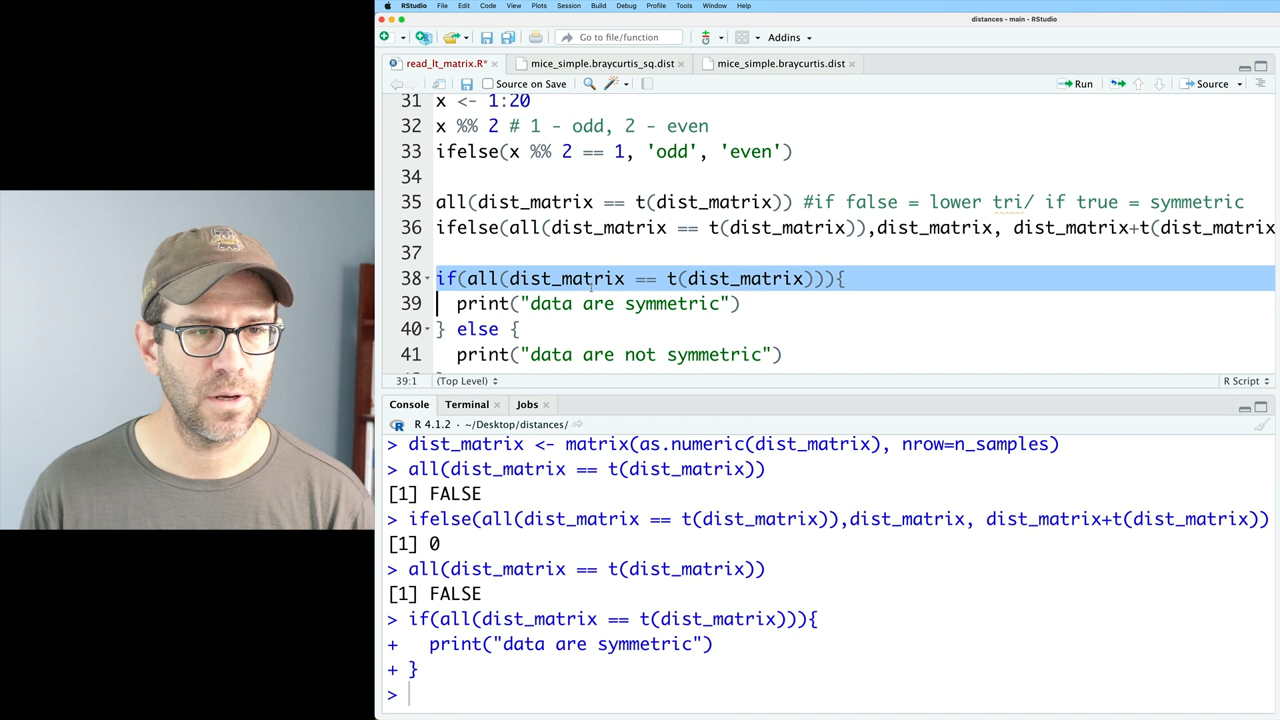 RStudio File Edit Code View Plots Session Build Debug Profile Tools Window Help
distances - main - RStudio
Go to file/function Addins
read_lt_matrix.R* mice_simple.braycurtis_sq.dist mice_simple.braycurtis.dist
Source on Save Run Source
31 x <- 1:20
32 x %% 2 # 1 - odd, 2 - even
33 ifelse(x %% 2 == 1, 'odd', 'even')
34
35 all(dist_matrix == t(dist_matrix)) #if false = lower tri/ if true = symmetric
36 ifelse(all(dist_matrix == t(dist_matrix)),dist_matrix, dist_matrix+t(dist_matrix
37
38 if(all(dist_matrix == t(dist_matrix))){
39 print("data are symmetric")
40 } else {
41 print("data are not symmetric")
39:1 (Top Level) R Script
Console Terminal Jobs
R 4.1.2 · ~/Desktop/distances/
> dist_matrix <- matrix(as.numeric(dist_matrix), nrow=n_samples)
> all(dist_matrix == t(dist_matrix))
[1] FALSE
> ifelse(all(dist_matrix == t(dist_matrix)),dist_matrix, dist_matrix+t(dist_matrix))
[1] 0
> all(dist_matrix == t(dist_matrix))
[1] FALSE
> if(all(dist_matrix == t(dist_matrix))){
+ print("data are symmetric")
+ }
>